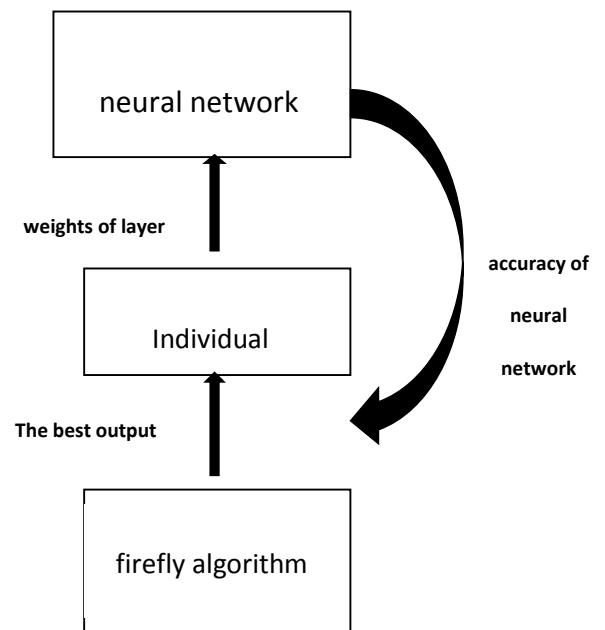 neural network
weights of layer
accuracy of
neural
network
Individual
The best output
firefly algorithm